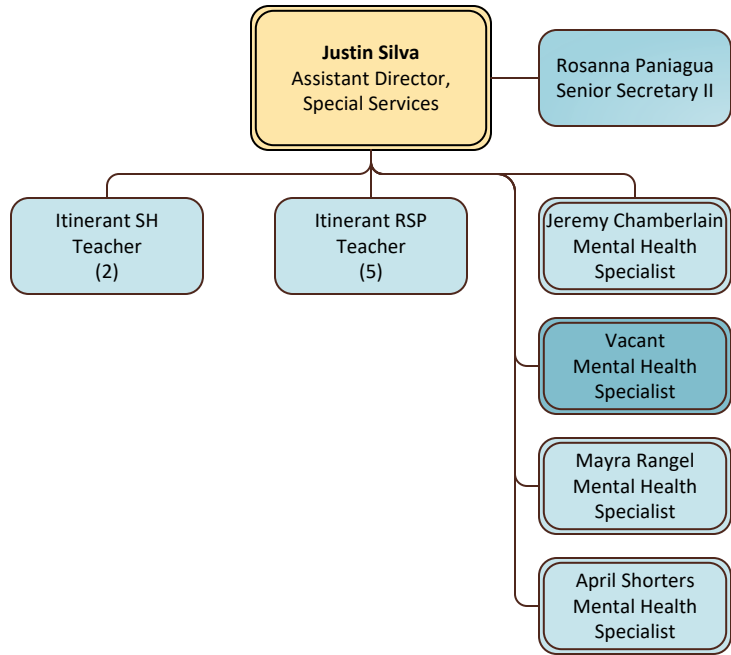 Justin Silva
Assistant Director,
Special Services
Rosanna Paniagua
Senior Secretary II
Itinerant SH
Teacher
(2)
Itinerant RSP
Teacher
(5)
Jeremy Chamberlain
Mental Health
Specialist
Vacant
Mental Health
Specialist
Mayra Rangel
Mental Health
Specialist
April Shorters
Mental Health
Specialist